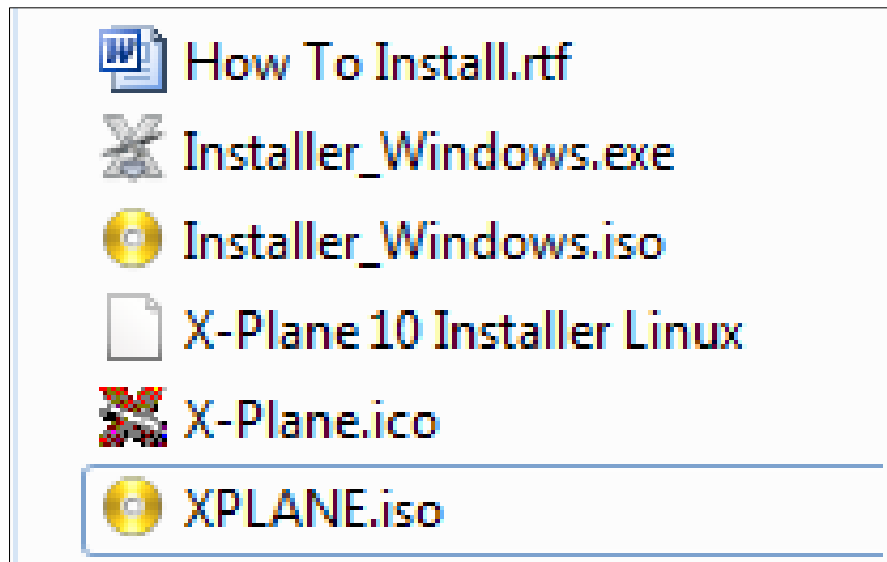 How To Install.rtf
Installer_Windows.exe
Installer_Windows.iso
X-Plane 10 Installer Linux
X-Plane.ico
XPLANE.iso